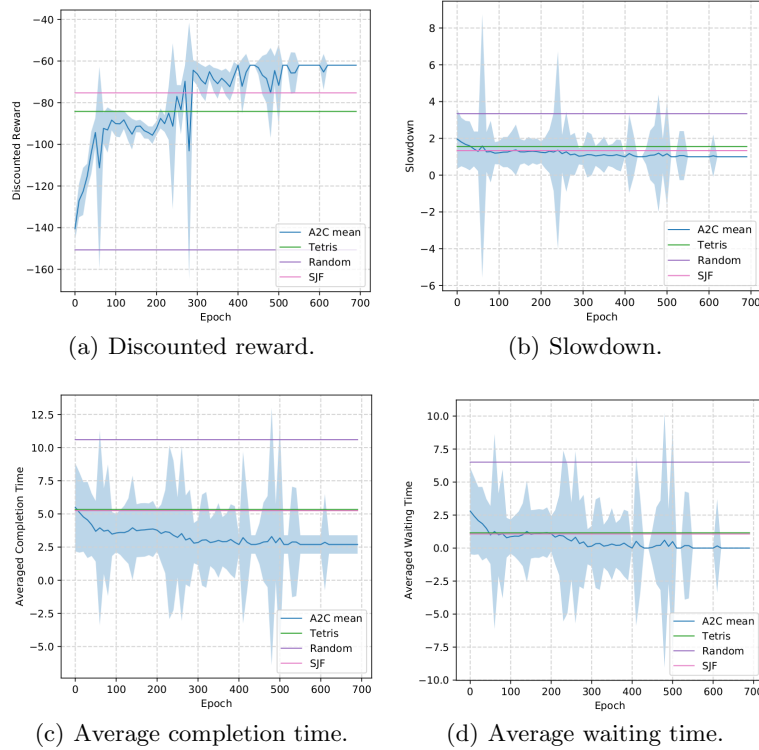 −40
−60
−80
−100
−120
−140
−160
Discounted Reward
0 100 200 300 400 500 600 700
Epoch
A2C mean
Tetris
Random
SJF
(a) Discounted reward.
8
6
4
2
0
−2
−4
−6
Slowdown
0 100 200 300 400 500 600 700
Epoch
A2C mean
Tetris
Random
SJF
(b) Slowdown.
12.5
10.0
7.5
5.0
2.5
0.0
−2.5
−5.0
Averaged Completion Time
0 100 200 300 400 500 600 700
Epoch
A2C mean
Tetris
Random
SJF
(c) Average completion time.
10.0
7.5
5.0
2.5
0.0
−2.5
−5.0
−7.5
−10.0
Averaged Waiting Time
0 100 200 300 400 500 600 700
Epoch
A2C mean
Tetris
Random
SJF
(d) Average waiting time.